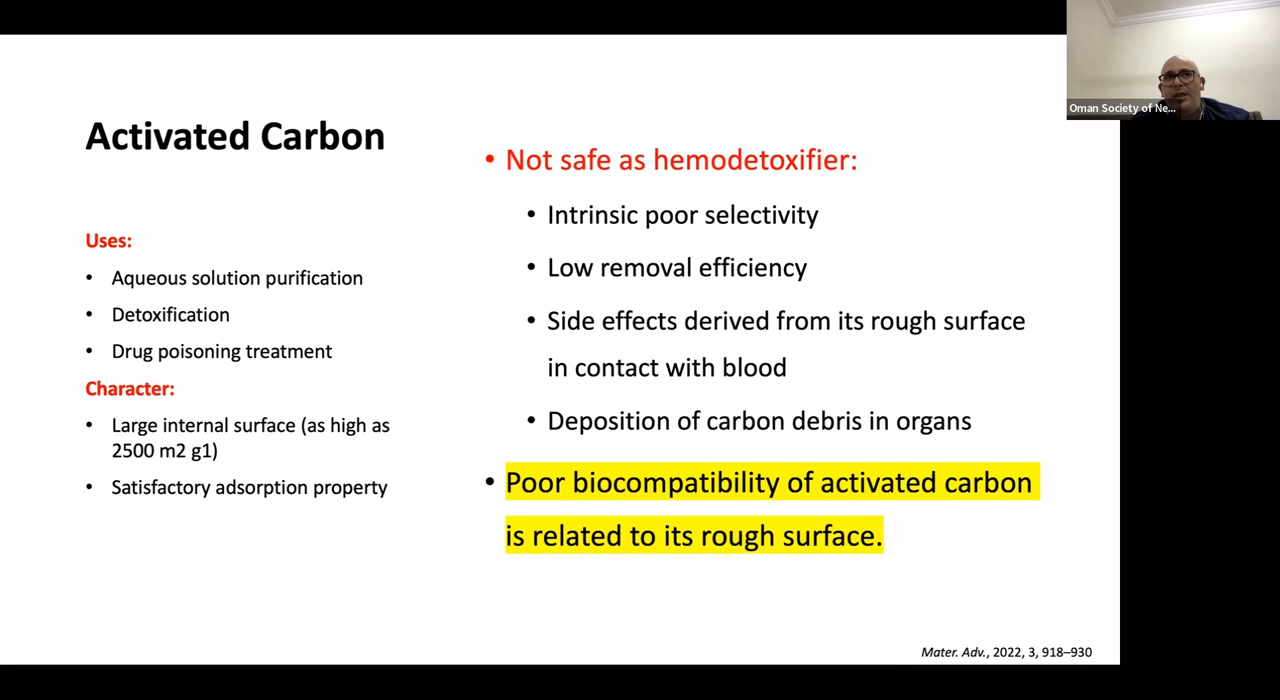 Activated Carbon
Uses:
• Aqueous solution purification
• Detoxification
• Drug poisoning treatment
Character:
• Large internal surface (as high as
2500 m2 g1)
• Satisfactory adsorption property
• Not safe as hemodetoxifier:
• Intrinsic poor selectivity
• Low removal efficiency
• Side effects derived from its rough surface
in contact with blood
• Deposition of carbon debris in organs
• Poor biocompatibility of activated carbon
is related to its rough surface.
Mater. Adv., 2022, 3, 918–930
Oman Society of Ne...